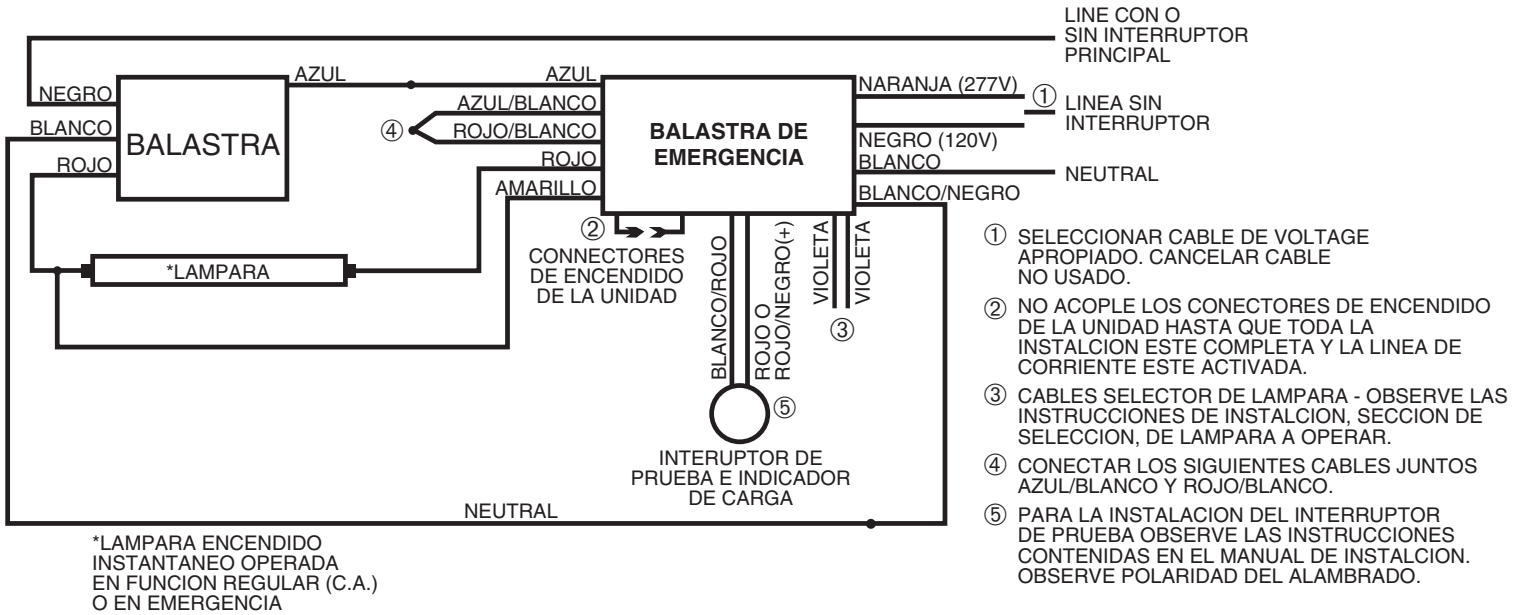 LINE CON O
SIN INTERRUPTOR
PRINCIPAL
AZUL
AZUL
NEGRO
BLANCO
ROJO
BALASTRA
AZUL/BLANCO
④
ROJO/BLANCO
ROJO
AMARILLO
BALASTRA DE
EMERGENCIA
NARANJA (277V)
①
LINEA SIN
INTERRUPTOR
NEGRO (120V)
BLANCO
NEUTRAL
BLANCO/NEGRO
*LAMPARA
②
CONNECTORES
DE ENCENDIDO
DE LA UNIDAD
BLANCO/ROJO
ROJO O
ROJO/NEGRO(+)
VIOLETA
VIOLETA
③
⑤
INTERUPTOR DE
PRUEBA E INDICADOR
DE CARGA
NEUTRAL
*LAMPARA ENCENDIDO
INSTANTANEO OPERADA
EN FUNCION REGULAR (C.A.)
O EN EMERGENCIA
① SELECCIONAR CABLE DE VOLTAGE
APROPIADO. CANCELAR CABLE
NO USADO.
② NO ACOPLE LOS CONECTORES DE ENCENDIDO
DE LA UNIDAD HASTA QUE TODA LA
INSTALCION ESTE COMPLETA Y LA LINEA DE
CORRIENTE ESTE ACTIVADA.
③ CABLES SELECTOR DE LAMPARA - OBSERVE LAS
INSTRUCCIONES DE INSTALCION, SECCION DE
SELECCION, DE LAMPARA A OPERAR.
④ CONECTAR LOS SIGUIENTES CABLES JUNTOS
AZUL/BLANCO Y ROJO/BLANCO.
⑤ PARA LA INSTALACION DEL INTERRUPTOR
DE PRUEBA OBSERVE LAS INSTRUCCIONES
CONTENIDAS EN EL MANUAL DE INSTALCION.
OBSERVE POLARIDAD DEL ALAMBRADO.